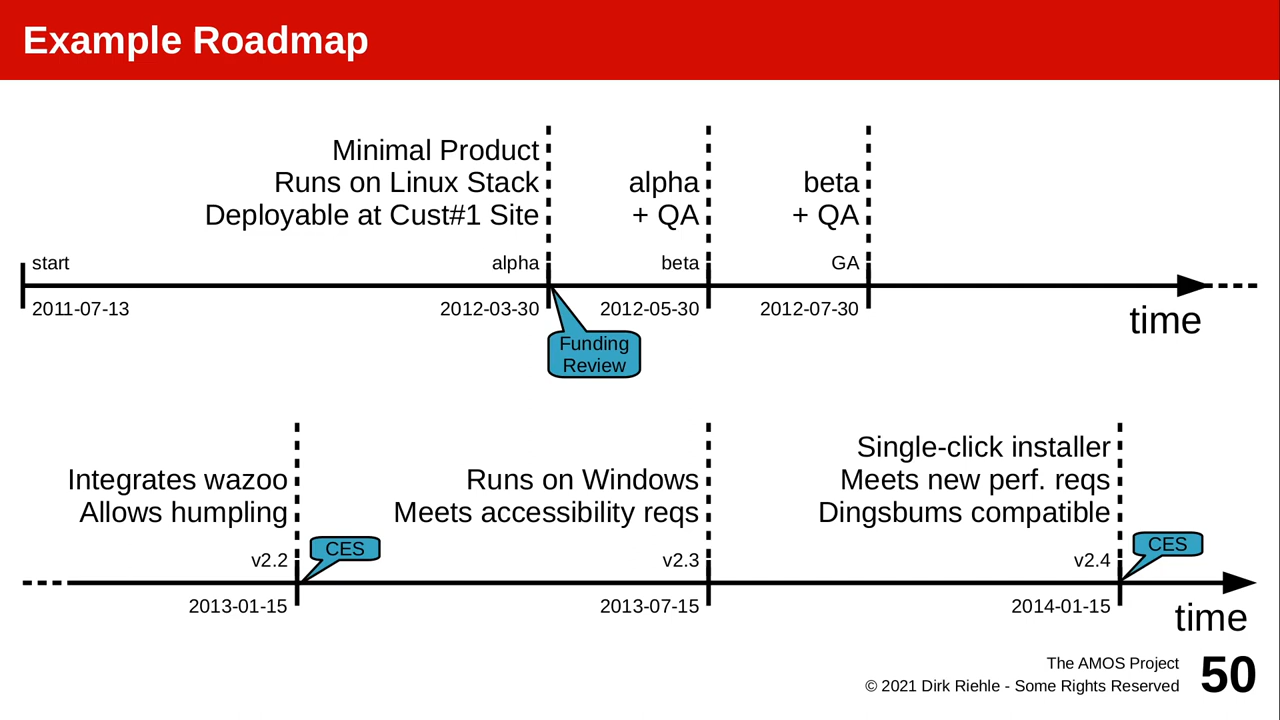 Example Roadmap
Minimal Product
Runs on Linux Stack
Deployable at Cust#1 Site
alpha
+ QA
beta
+ QA
start
alpha
beta
GA
2011-07-13
2012-03-30
2012-05-30
2012-07-30
time
Funding
Review
Integrates wazoo
Allows humpling
Runs on Windows
Meets accessibility reqs
Single-click installer
Meets new perf. reqs
Dingsbums compatible
v2.2
CES
v2.3
v2.4
CES
2013-01-15
2013-07-15
2014-01-15
time
The AMOS Project
© 2021 Dirk Riehle - Some Rights Reserved
50